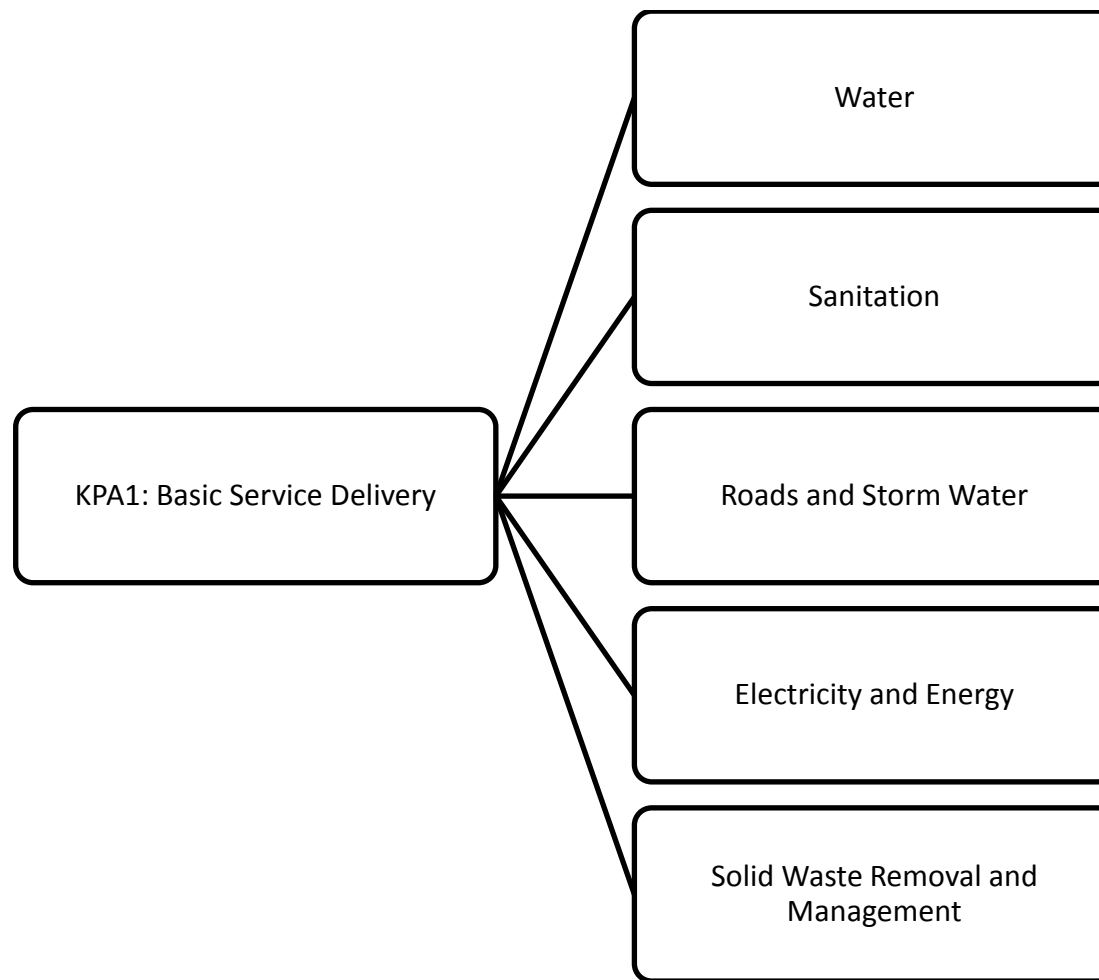 Water
Sanitation
KPA1: Basic Service Delivery
Roads and Storm Water
Electricity and Energy
Solid Waste Removal and
Management